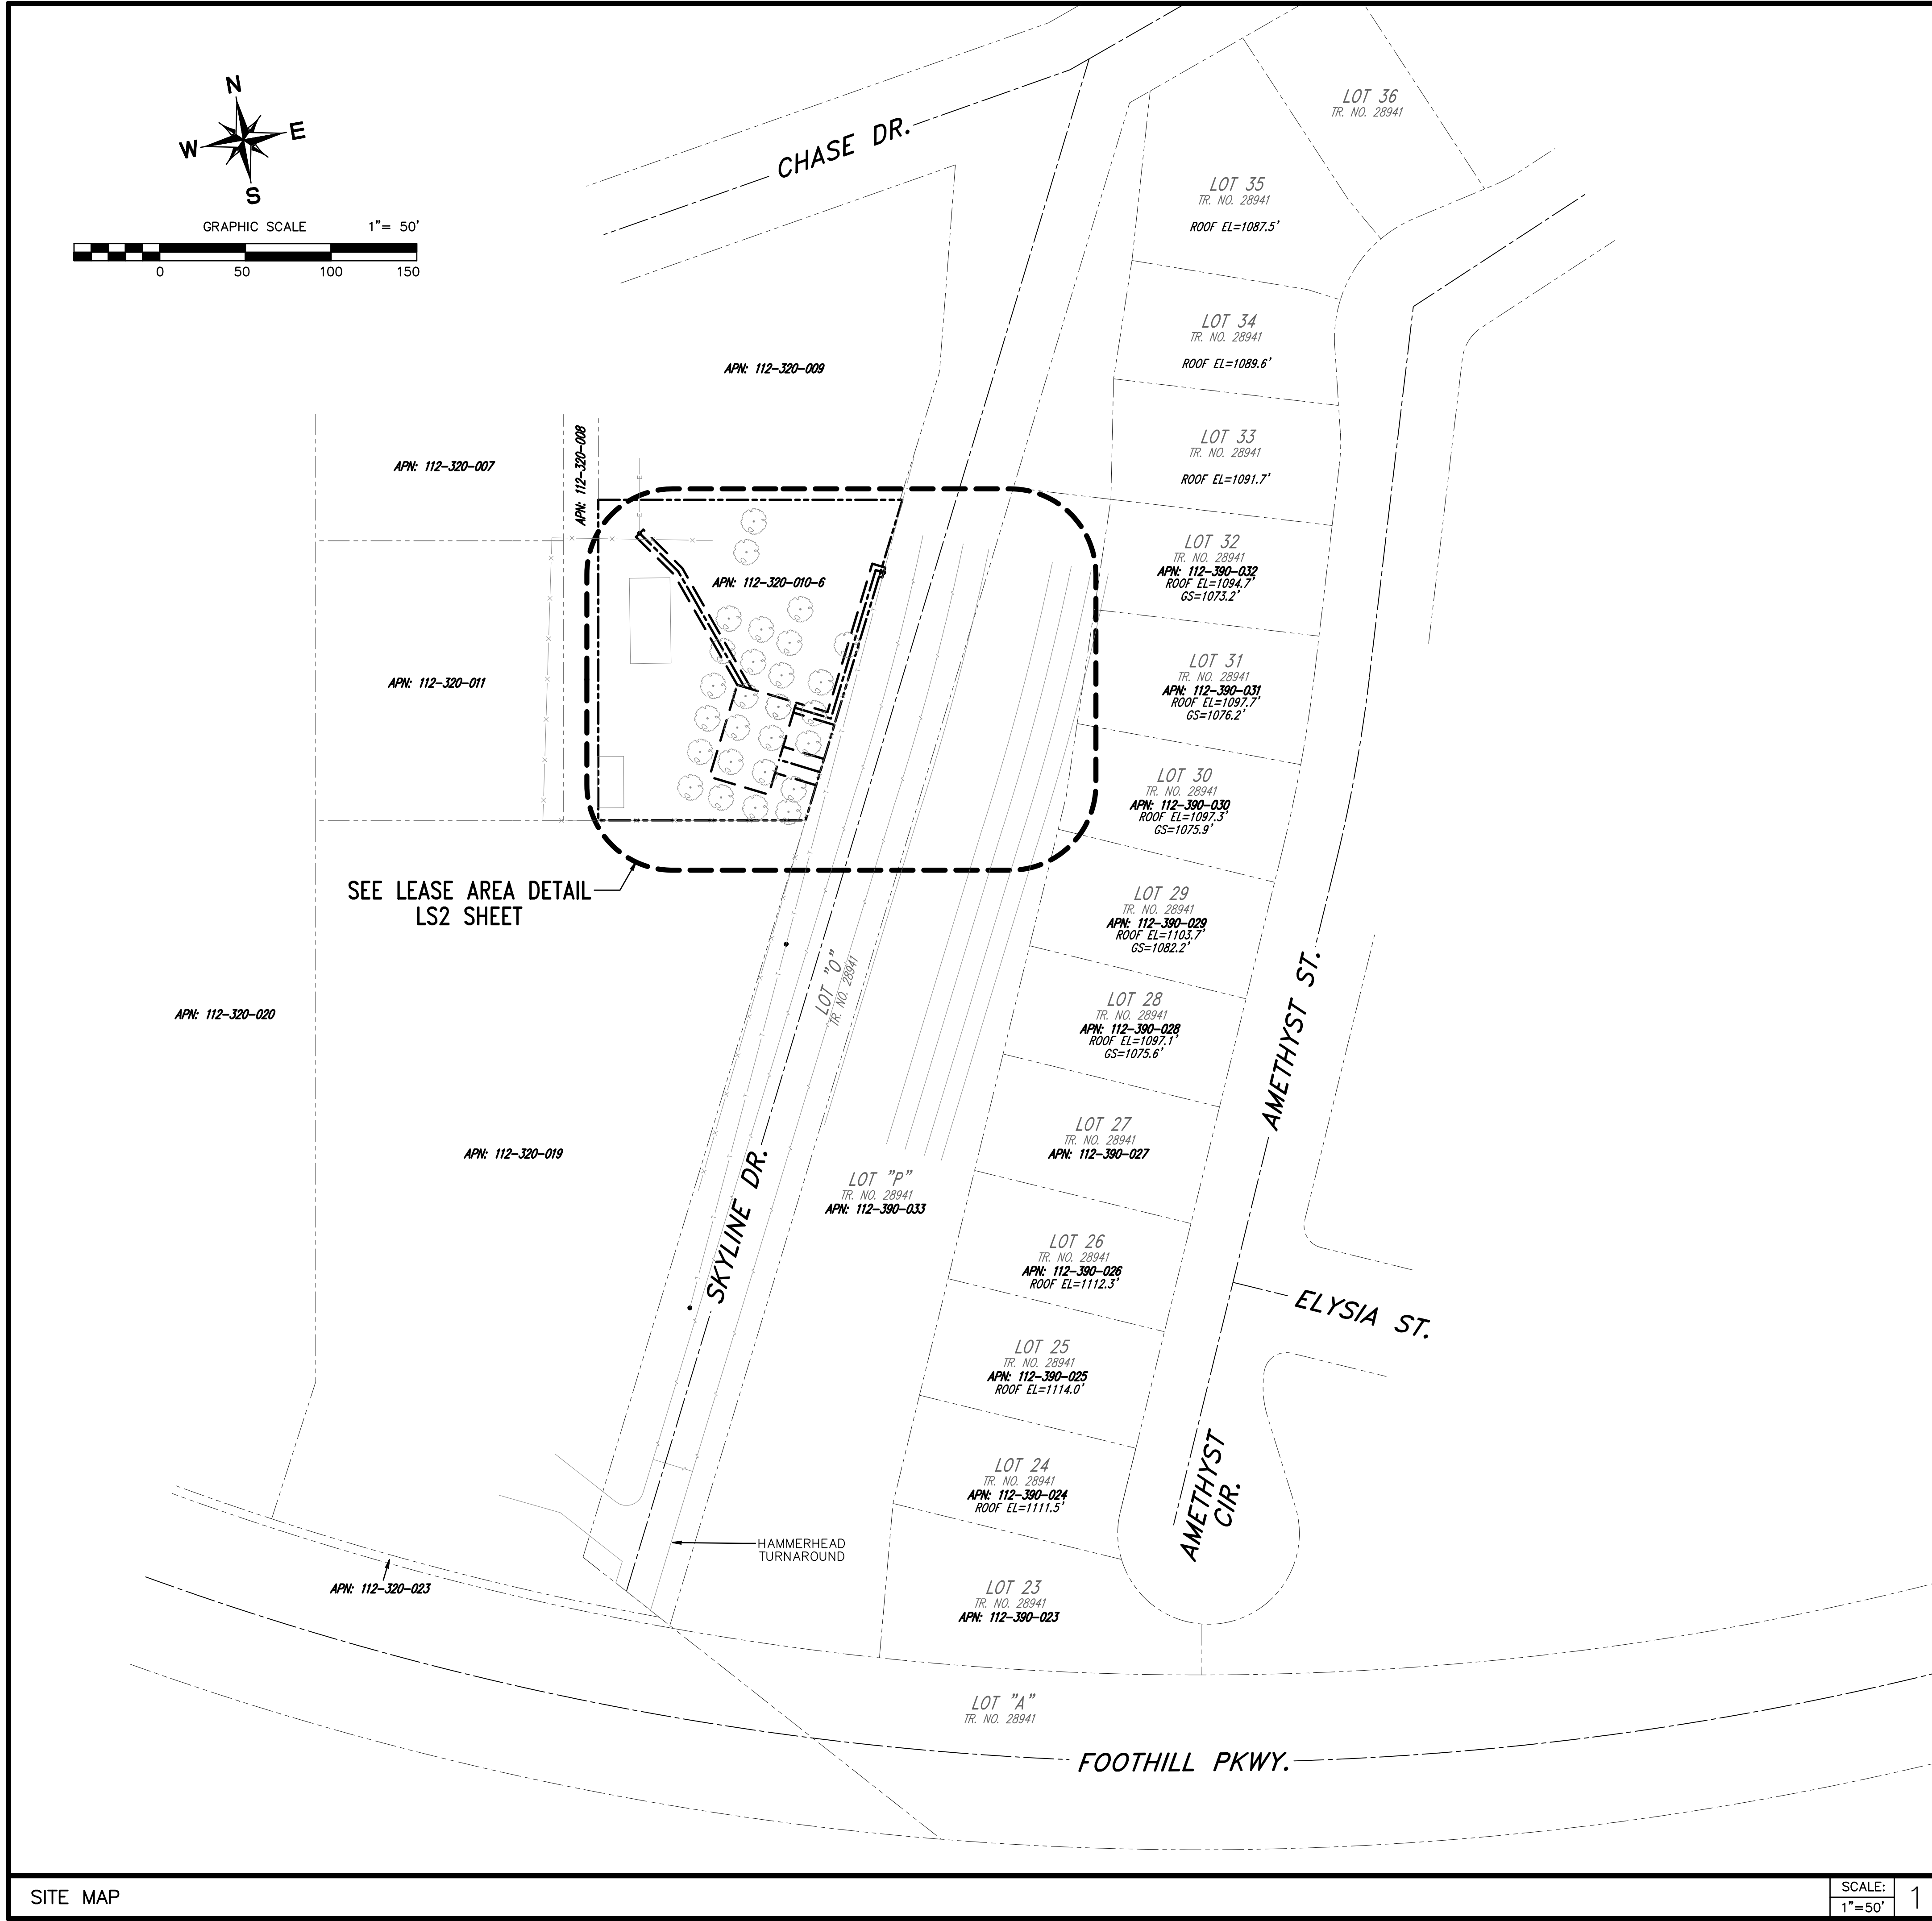 N
W
E
S
GRAPHIC SCALE 1"= 50'
0 50 100 150
CHASE DR.
LOT 36
TR. NO. 28941
LOT 35
TR. NO. 28941
ROOF EL=1087.5'
LOT 34
TR. NO. 28941
ROOF EL=1089.6'
LOT 33
TR. NO. 28941
ROOF EL=1091.7'
APN: 112-320-009
APN: 112-320-007
APN: 112-320-008
APN: 112-320-010-6
APN: 112-320-011
LOT 32
TR. NO. 28941
APN: 112-390-032
ROOF EL=1094.7'
GS=1073.2'
LOT 31
TR. NO. 28941
APN: 112-390-031
ROOF EL=1097.7'
GS=1076.2'
LOT 30
TR. NO. 28941
APN: 112-390-030
ROOF EL=1097.3'
GS=1075.9'
SEE LEASE AREA DETAIL
LS2 SHEET
LOT 29
TR. NO. 28941
APN: 112-390-029
ROOF EL=1103.7'
GS=1082.2'
LOT "O"
TR. NO. 28941
LOT 28
TR. NO. 28941
APN: 112-390-028
ROOF EL=1097.1'
GS=1075.6'
AMETHYST ST.
APN: 112-320-020
APN: 112-320-019
LOT 27
TR. NO. 28941
APN: 112-390-027
SKYLINE DR.
LOT "P"
TR. NO. 28941
APN: 112-390-033
LOT 26
TR. NO. 28941
APN: 112-390-026
ROOF EL=1112.3'
ELYSIA ST.
LOT 25
TR. NO. 28941
APN: 112-390-025
ROOF EL=1114.0'
LOT 24
TR. NO. 28941
APN: 112-390-024
ROOF EL=1111.5'
AMETHYST
CIR.
HAMMERHEAD
TURNAROUND
APN: 112-320-023
LOT 23
TR. NO. 28941
APN: 112-390-023
LOT "A"
TR. NO. 28941
FOOTHILL PKWY.
SITE MAP
SCALE:
1"=50'
1